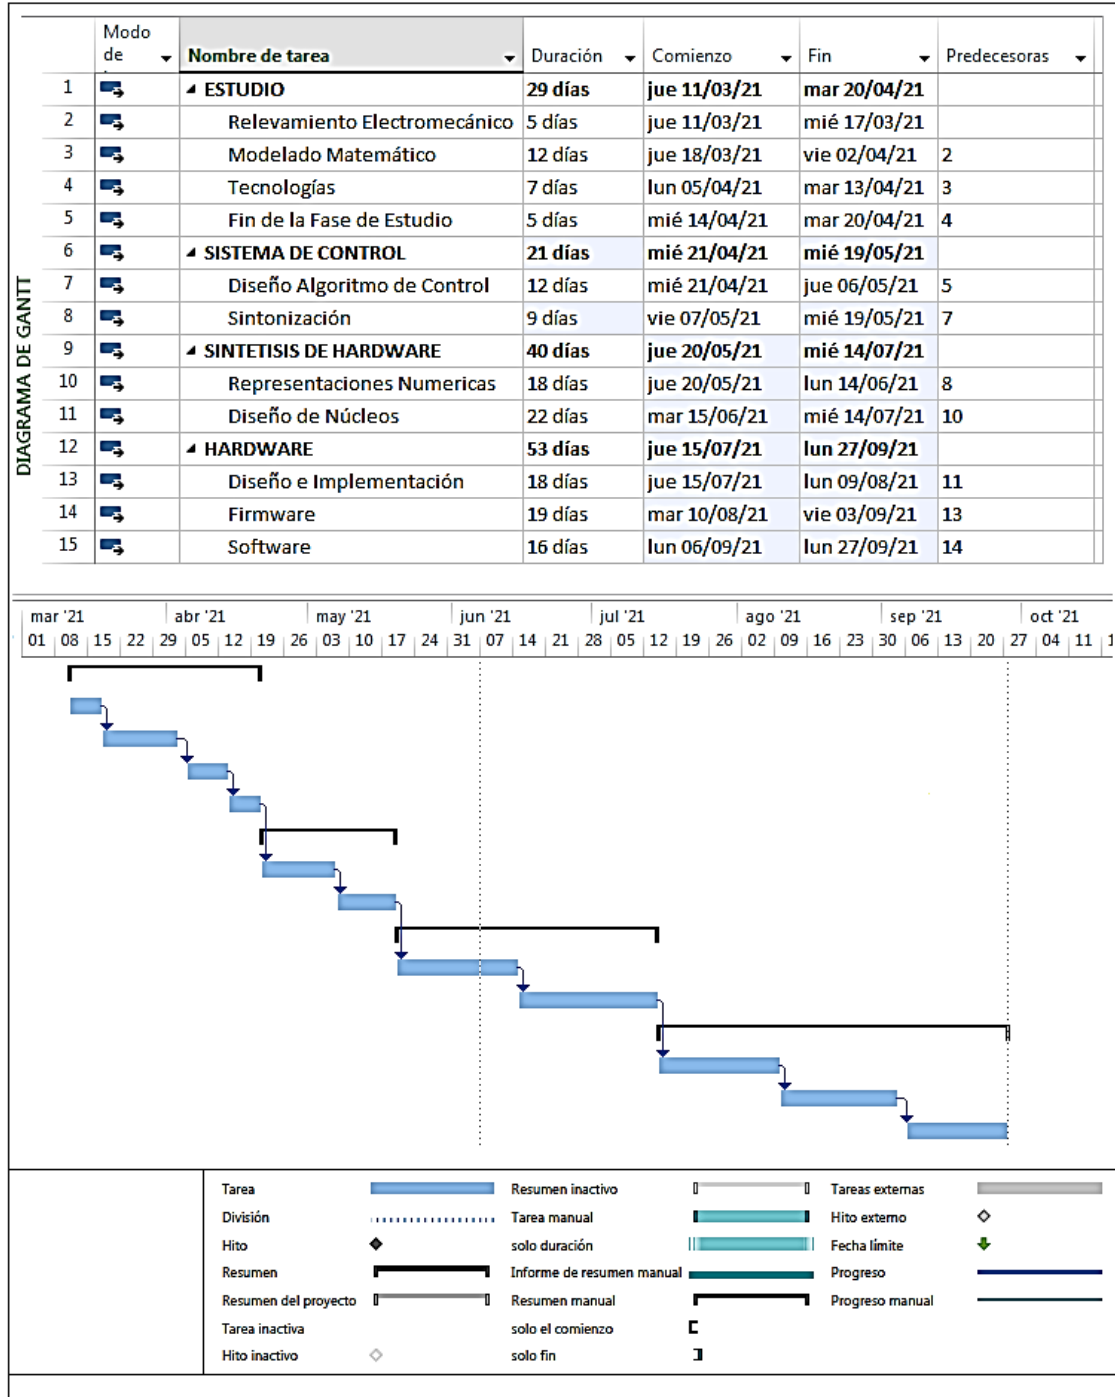 DIAGRAMA DE GANTT
Modo de Nombre de tarea Duración Comienzo Fin Predecesoras
1 ESTUDIO 29 días jue 11/03/21 mar 20/04/21
2 Relevamiento Electromecánico 5 días jue 11/03/21 mié 17/03/21
3 Modelado Matemático 12 días jue 18/03/21 vie 02/04/21 2
4 Tecnologías 7 días lun 05/04/21 mar 13/04/21 3
5 Fin de la Fase de Estudio 5 días mié 14/04/21 mar 20/04/21 4
6 SISTEMA DE CONTROL 21 días mié 21/04/21 mié 19/05/21
7 Diseño Algoritmo de Control 12 días mié 21/04/21 jue 06/05/21 5
8 Sintonización 9 días vie 07/05/21 mié 19/05/21 7
9 SINTETISIS DE HARDWARE 40 días jue 20/05/21 mié 14/07/21
10 Representaciones Numericas 18 días jue 20/05/21 lun 14/06/21 8
11 Diseño de Núcleos 22 días mar 15/06/21 mié 14/07/21 10
12 HARDWARE 53 días jue 15/07/21 lun 27/09/21
13 Diseño e Implementación 18 días jue 15/07/21 lun 09/08/21 11
14 Firmware 19 días mar 10/08/21 vie 03/09/21 13
15 Software 16 días lun 06/09/21 lun 27/09/21 14
mar '21 abr '21 may '21 jun '21 jul '21 ago '21 sep '21 oct '21
01 08 15 22 29 05 12 19 26 03 10 17 24 31 07 14 21 28 05 12 19 26 02 09 16 23 30 06 13 20 27 04 11 1
Tarea Resumen inactivo Tareas externas
División Tarea manual Hito externo
Hito solo duración Fecha límite
Resumen Informe de resumen manual Progreso
Resumen del proyecto Resumen manual Progreso manual
Tarea inactiva solo el comienzo
Hito inactivo solo fin